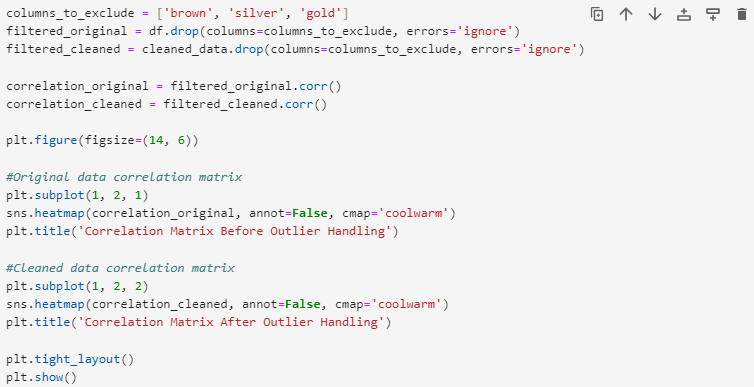 columns_to_exclude = ['brown', 'silver', 'gold']
filtered_original = df.drop(columns=columns_to_exclude, errors='ignore')
filtered_cleaned = cleaned_data.drop(columns=columns_to_exclude, errors='ignore')
correlation_original = filtered_original.corr()
correlation_cleaned = filtered_cleaned.corr()
plt.figure(figsize=(14, 6))
#Original data correlation matrix
plt.subplot(1, 2, 1)
sns.heatmap(correlation_original, annot=False, cmap='coolwarm')
plt.title('Correlation Matrix Before Outlier Handling')
#Cleaned data correlation matrix
plt.subplot(1, 2, 2)
sns.heatmap(correlation_cleaned, annot=False, cmap='coolwarm')
plt.title('Correlation Matrix After Outlier Handling')
plt.tight_layout()
plt.show()